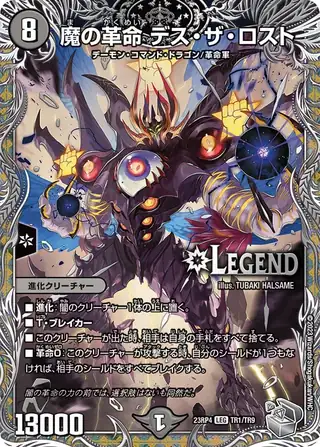 8
ま かくめい
魔の革命 デス・ザ・ロスト
デーモン・コマンド・ドラゴン/革命軍
LEGEND
illus. TUBAKI HALSAME
進化クリーチャー
■進化:闇のクリーチャー1体の上に置く。
■T・ブレイカー
■このクリーチャーが出た時、相手は自身の手札をすべて捨てる。
■革命0:このクリーチャーが攻撃する時、自分のシールドが1つもな
ければ、相手のシールドをすべてブレイクする。
闇の革命の力の前では、選択肢はないも同然だ。
13000
1
23RP4 LEG TR1/TR9